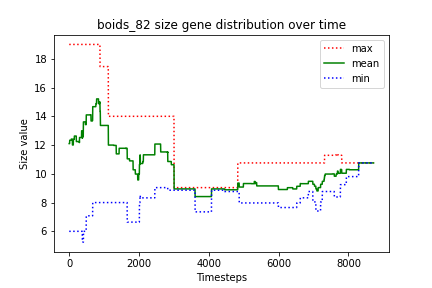 boids_82 size gene distribution over time
max
mean
min
Size value
18
16
14
12
10
8
6
0
2000
4000
6000
8000
Timesteps